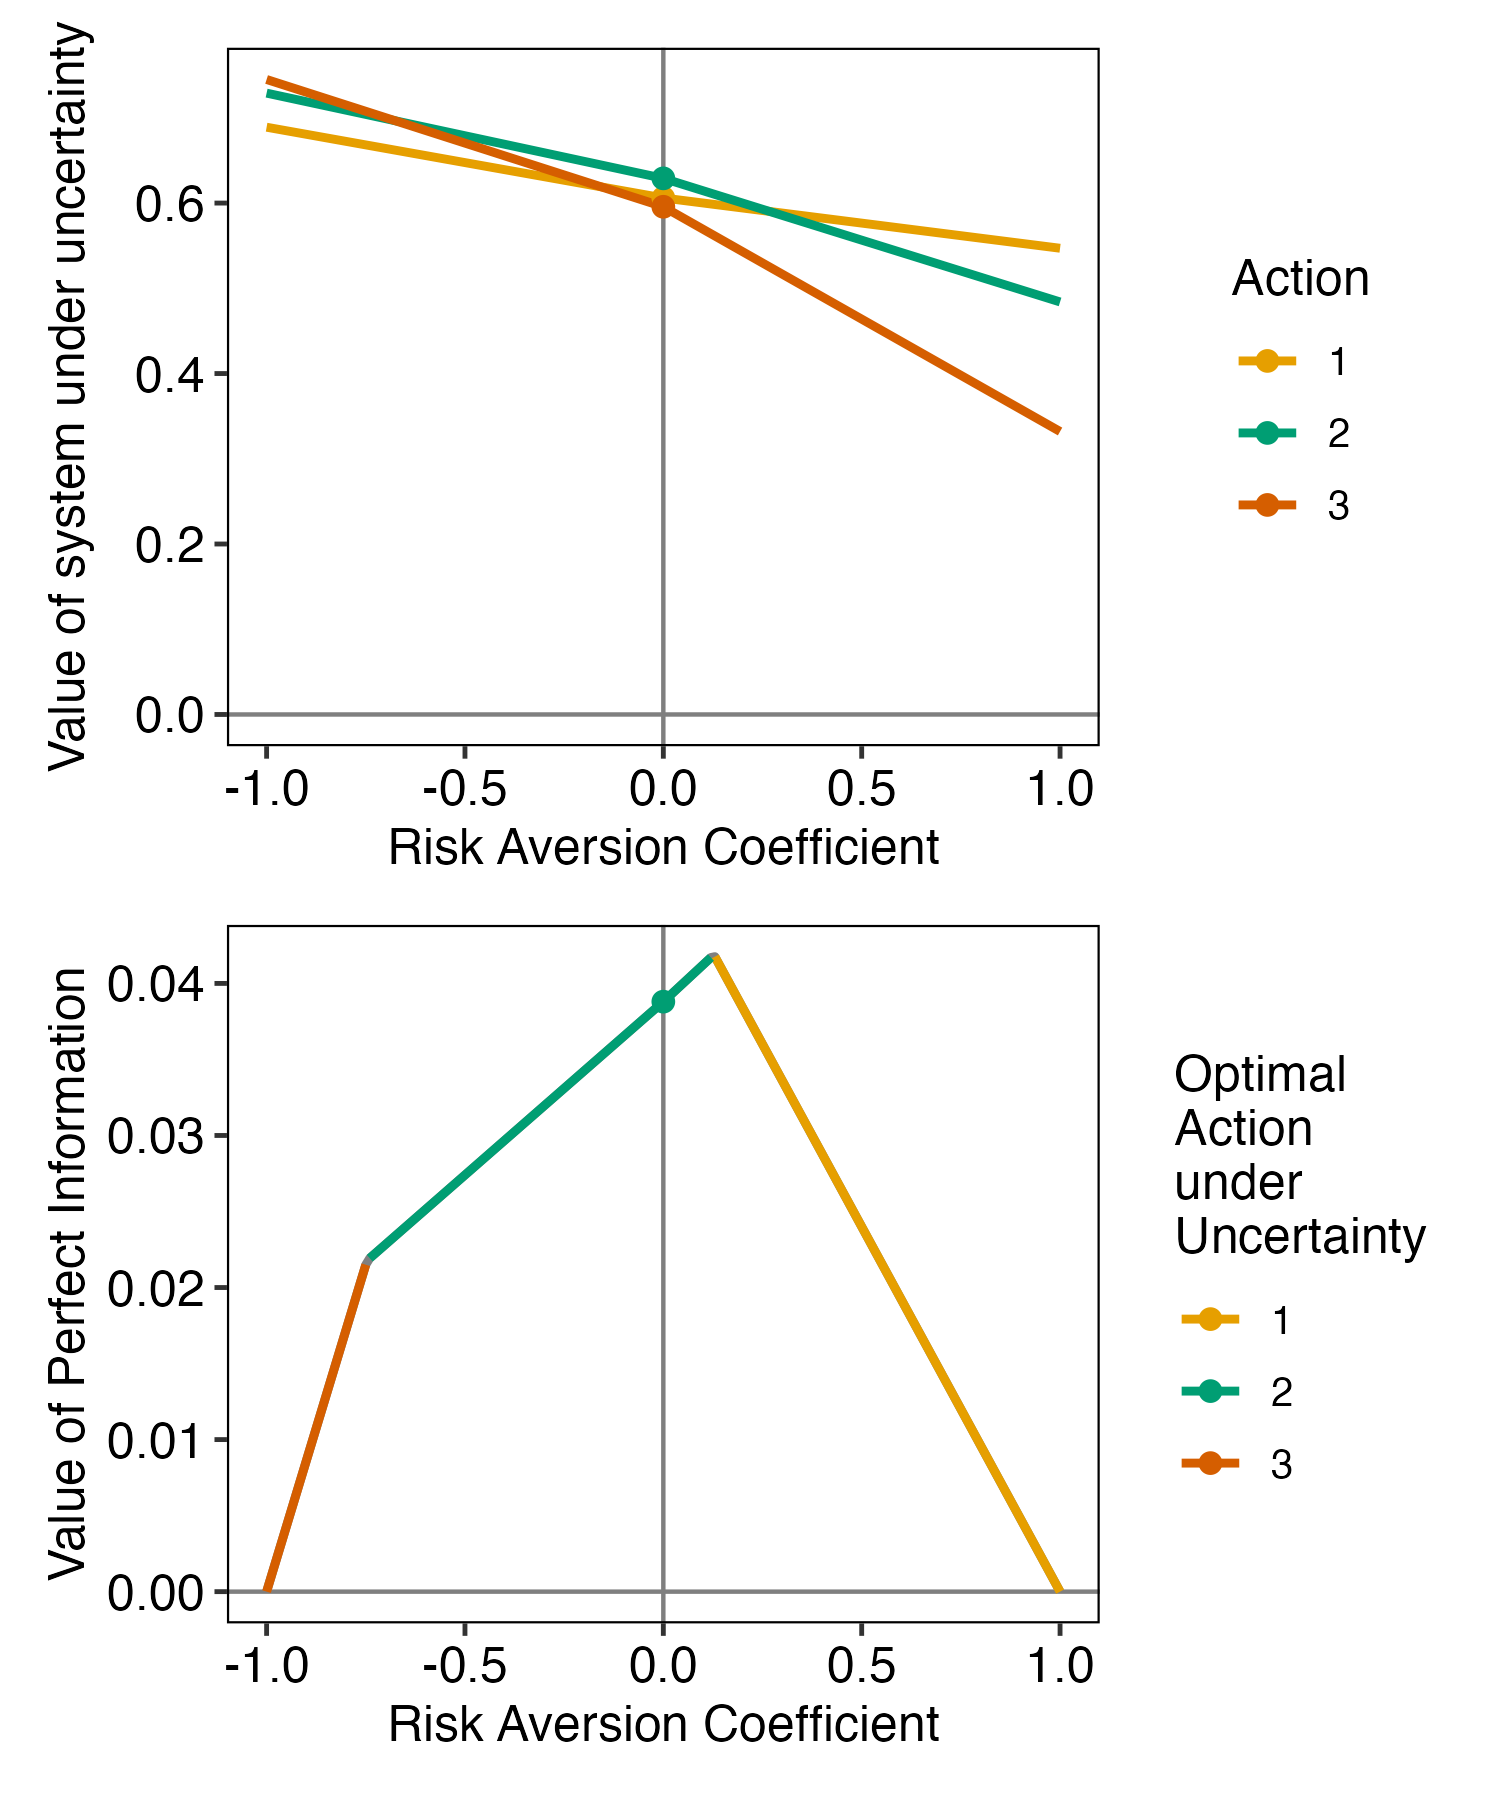 Value of system under uncertainty
0.6
0.4
0.2
0.0
-1.0 -0.5 0.0 0.5 1.0
Risk Aversion Coefficient
Action
1
2
3
Value of Perfect Information
0.04
0.03
0.02
0.01
0.00
-1.0 -0.5 0.0 0.5 1.0
Risk Aversion Coefficient
Optimal
Action
under
Uncertainty
1
2
3